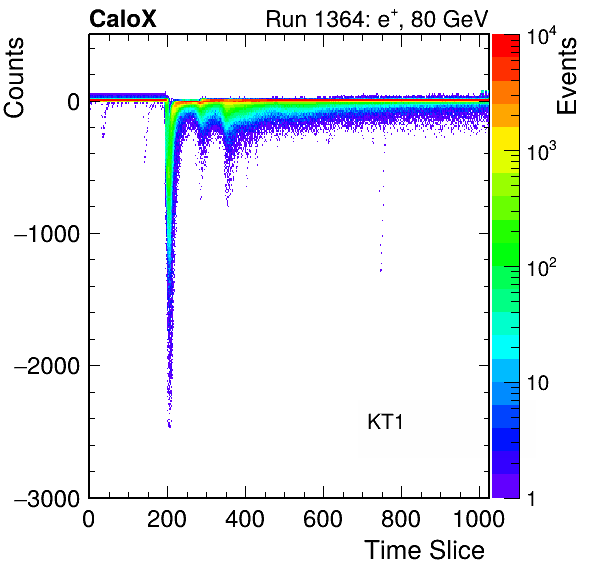 CaloX Run 1364: e⁺, 80 GeV
Counts
Events
0
−1000
−2000
−3000
10⁴
10³
10²
10
1
KT1
0 200 400 600 800 1000
Time Slice